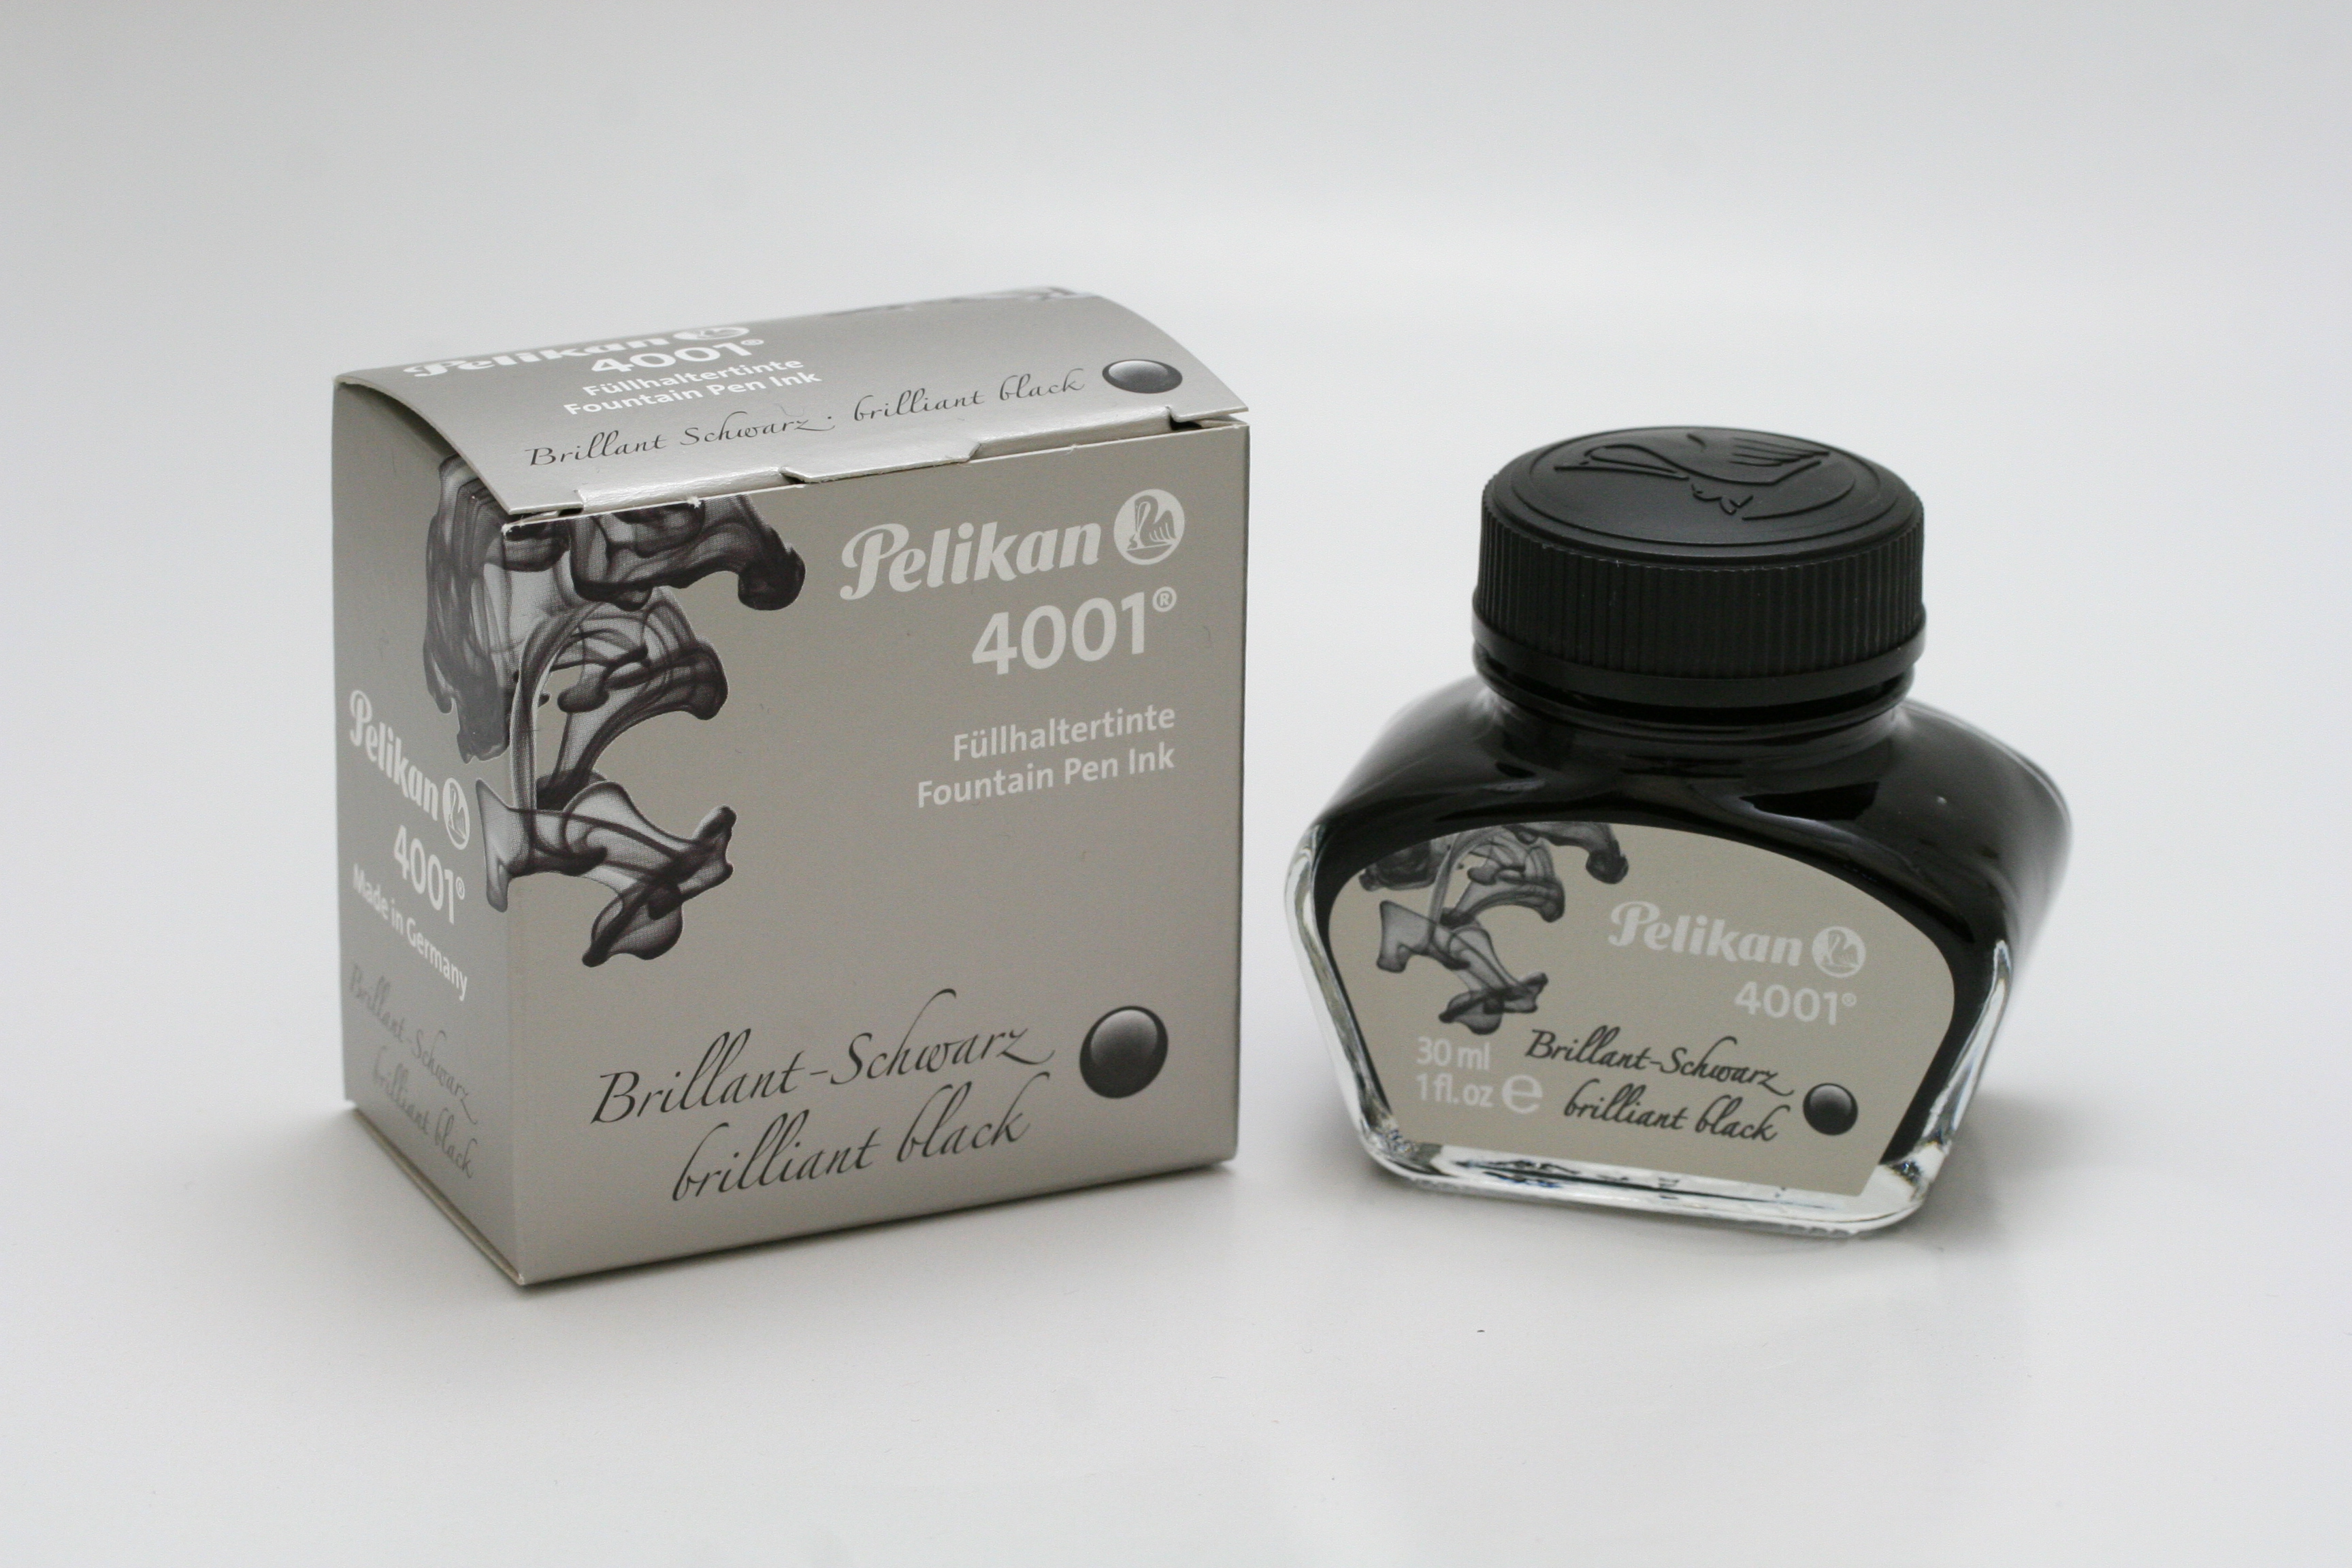 Pelikan
4001®
Füllhaltertinte
Fountain Pen Ink
Brillant Schwarz · brilliant black
Pelikan
4001®
Füllhaltertinte
Fountain Pen Ink
Brillant-Schwarz
brilliant black
Pelikan
4001®
Made in Germany
Brillant-Schwarz
brilliant black
Pelikan
4001®
30 ml
1 fl. oz ℮
Brillant-Schwarz
brilliant black